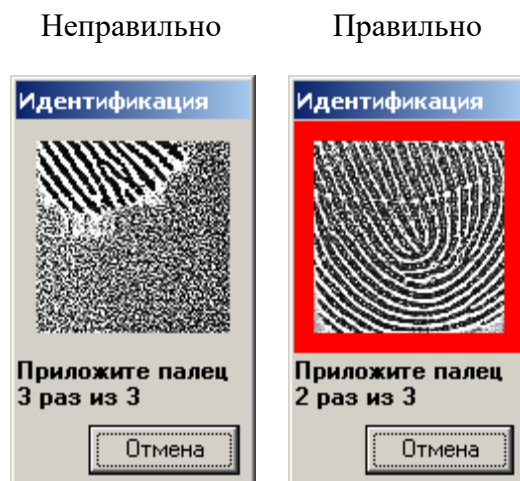 Неправильно
Правильно
Идентификация
Приложите палец
3 раз из 3
Отмена
Идентификация
Приложите палец
2 раз из 3
Отмена